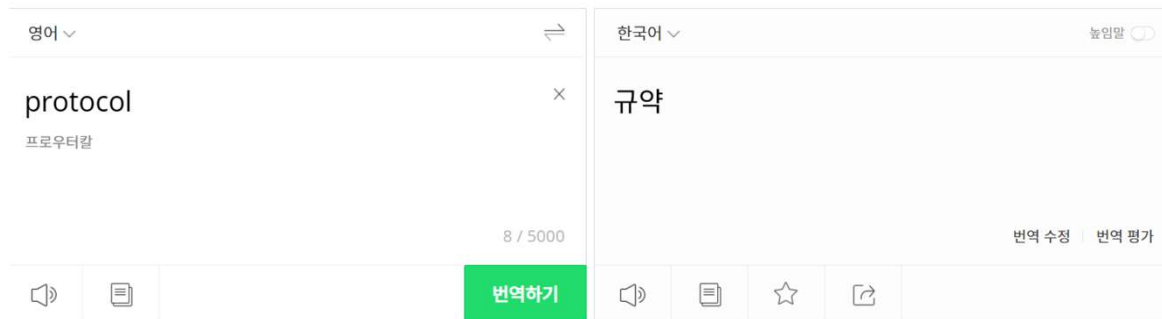 영어
protocol
프로우터칼
8 / 5000
번역하기
한국어
높임말
규약
번역 수정
번역 평가